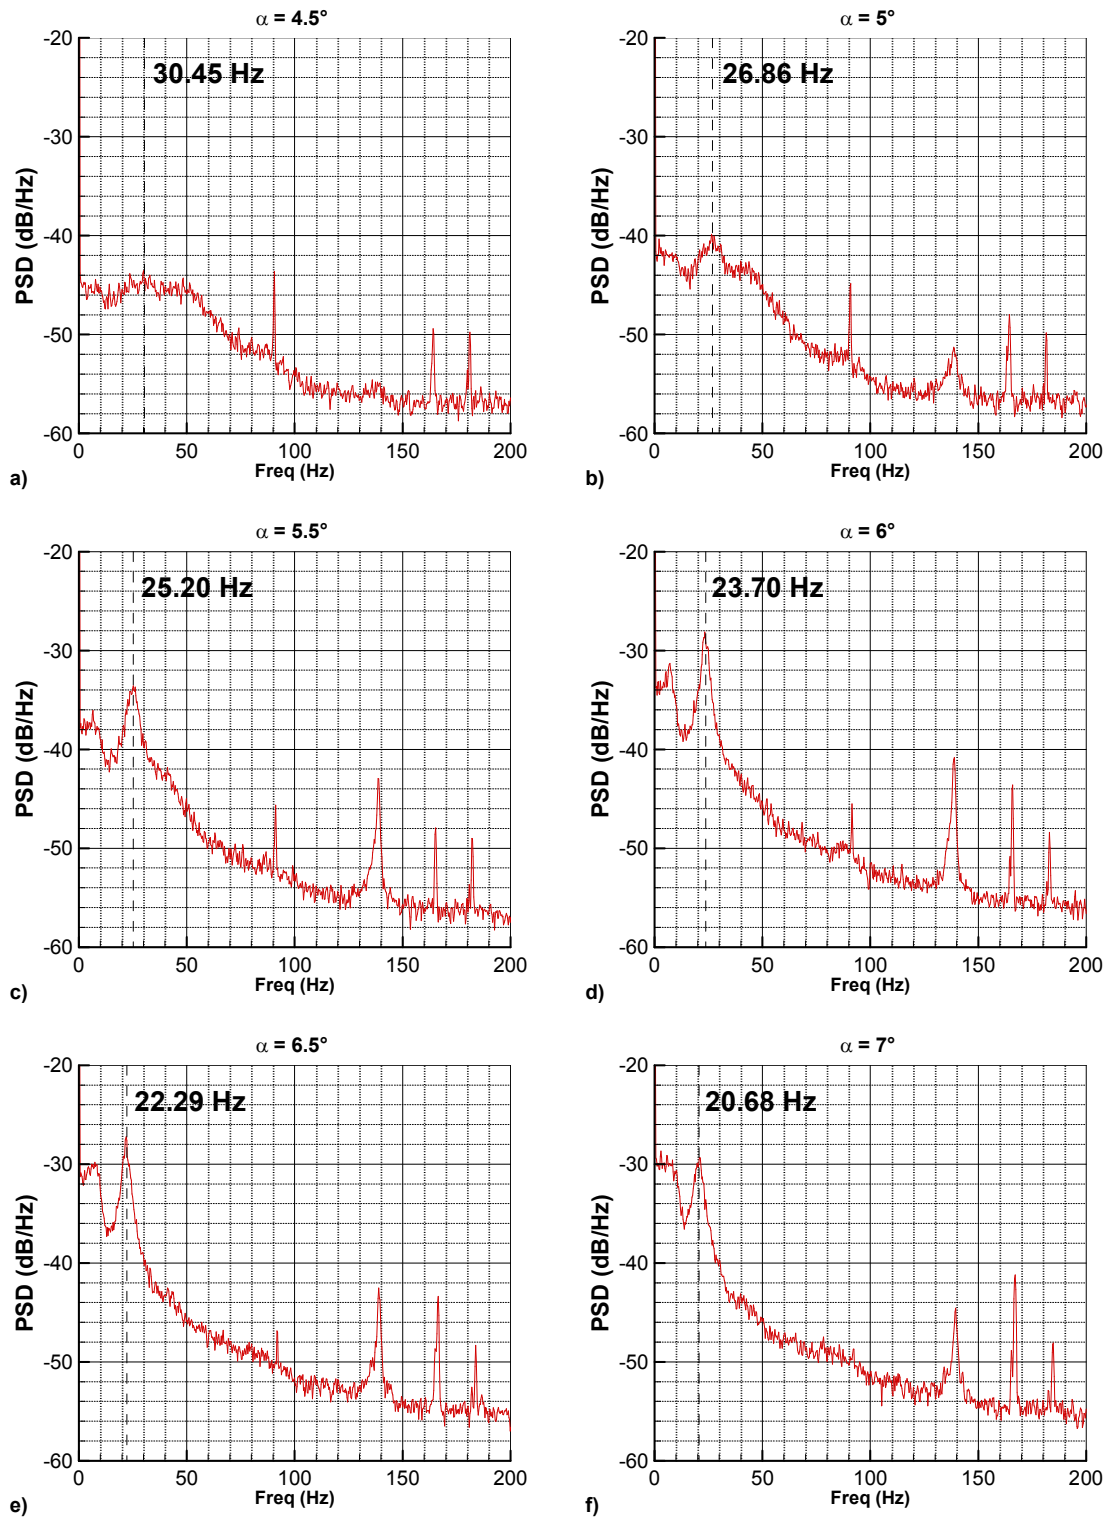 α = 4.5°
30.45 Hz
PSD (dB/Hz)
-20
-30
-40
-50
-60
0 50 100 150 200
Freq (Hz)
a)
α = 5°
26.86 Hz
PSD (dB/Hz)
-20
-30
-40
-50
-60
0 50 100 150 200
Freq (Hz)
b)
α = 5.5°
25.20 Hz
PSD (dB/Hz)
-20
-30
-40
-50
-60
0 50 100 150 200
Freq (Hz)
c)
α = 6°
23.70 Hz
PSD (dB/Hz)
-20
-30
-40
-50
-60
0 50 100 150 200
Freq (Hz)
d)
α = 6.5°
22.29 Hz
PSD (dB/Hz)
-20
-30
-40
-50
-60
0 50 100 150 200
Freq (Hz)
e)
α = 7°
20.68 Hz
PSD (dB/Hz)
-20
-30
-40
-50
-60
0 50 100 150 200
Freq (Hz)
f)